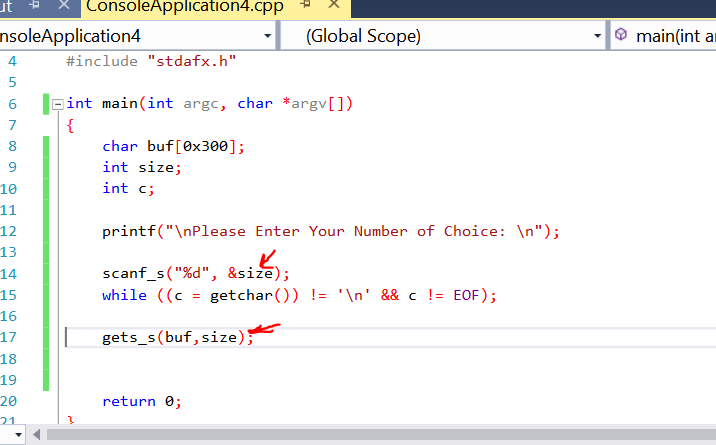 ut ConsoleApplication4.cpp
nsoleApplication4 (Global Scope) main(int ar
4 #include "stdafx.h"
5
6 int main(int argc, char *argv[])
7 {
8 char buf[0x300];
9 int size;
10 int c;
11
12 printf("\nPlease Enter Your Number of Choice: \n");
13
14 scanf_s("%d", &size);
15 while ((c = getchar()) != '\n' && c != EOF);
16
17 gets_s(buf,size);
18
19
20 return 0;
21 }